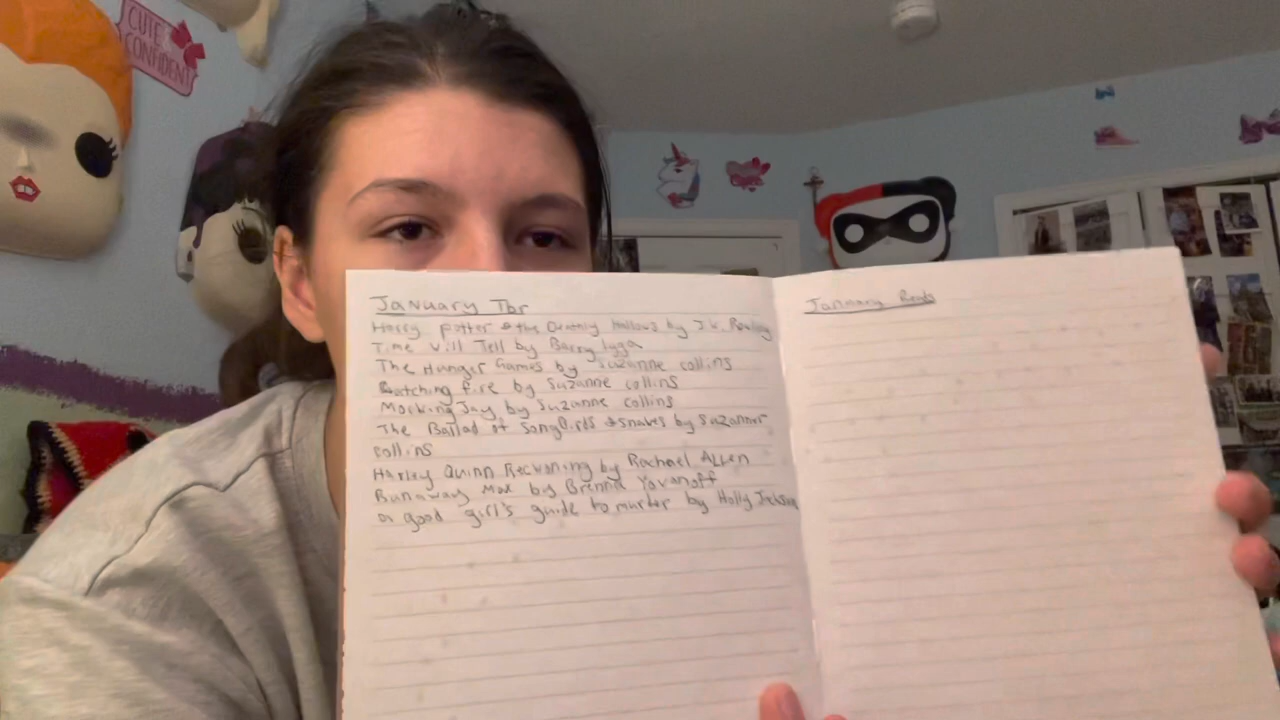 CUTE
CONFIDENT
January Tbr
Harry potter & the Deathly Hallows by J.k. Rowling
Time Will Tell by Barry Lyga
The Hunger Games by Suzanne collins
Catching fire by Suzanne collins
Mocking Jay by Suzanne collins
The Ballad of SongBirds & snakes by Suzanne
collins
Harley Quinn Reckoning by Rachael Allen
Runaway Max by Brenna Yovanoff
a good girl's guide to murder by Holly Jackson
January Reads